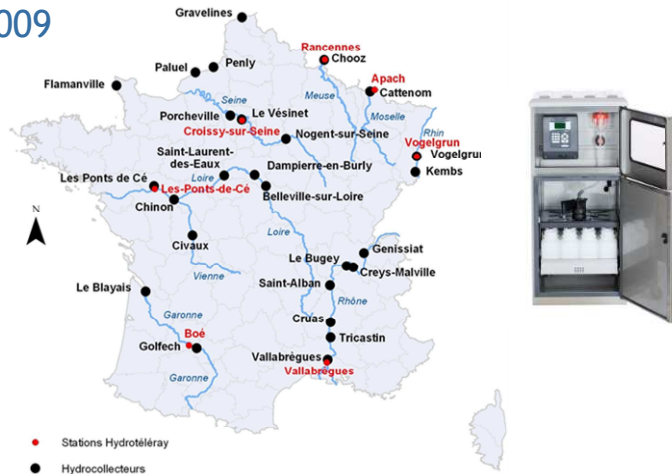 009
Gravelines
Rancennes
Chooz
Paluel
Penly
Apach
Cattenom
Flamanville
Seine
Meuse
Moselle
Porcheville
Le Vésinet
Croissy-sur-Seine
Nogent-sur-Seine
Rhin
Vogelgrun
Vogelgru
Kembs
Saint-Laurent-
des-Eaux
Dampierre-en-Burly
Les Ponts de Cé
Les-Ponts-de-Cé
Loire
Belleville-sur-Loire
Chinon
N
Loire
Civaux
Vienne
Genissiat
Le Bugey
Creys-Malville
Saint-Alban
Le Blayais
Rhône
Garonne
Cruas
Boé
Golfech
Tricastin
Vallabrègues
Vallabrègues
Garonne
Stations Hydrotéléray
Hydrocollecteurs